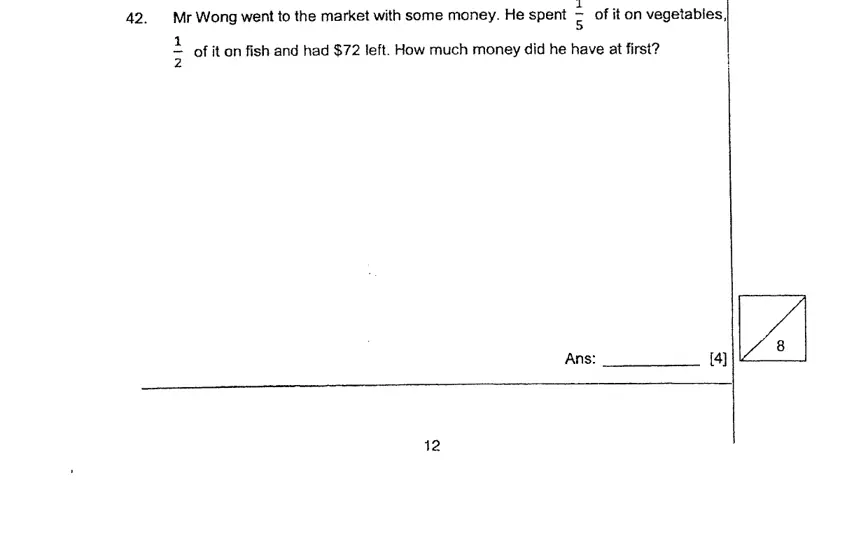 42. Mr Wong went to the market with some money. He spent 1/5 of it on vegetables,
1/2 of it on fish and had $72 left. How much money did he have at first?
8
Ans: __________ [4]
12